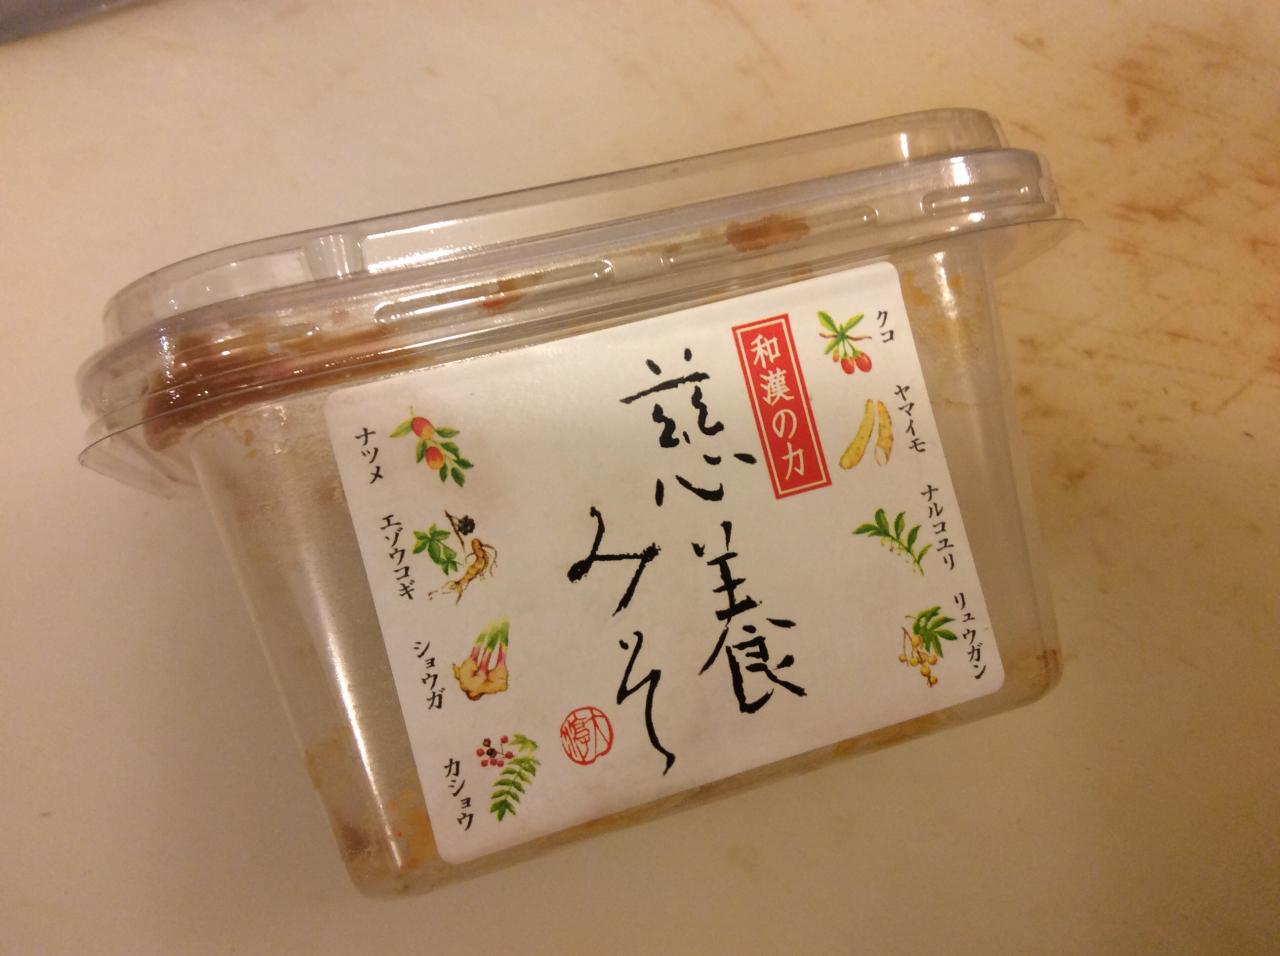 クコ
ヤマイモ
ナルコユリ
リュウガン
和漢の力
慈養
みそ
ナツメ
エゾウコギ
ショウガ
カショウ